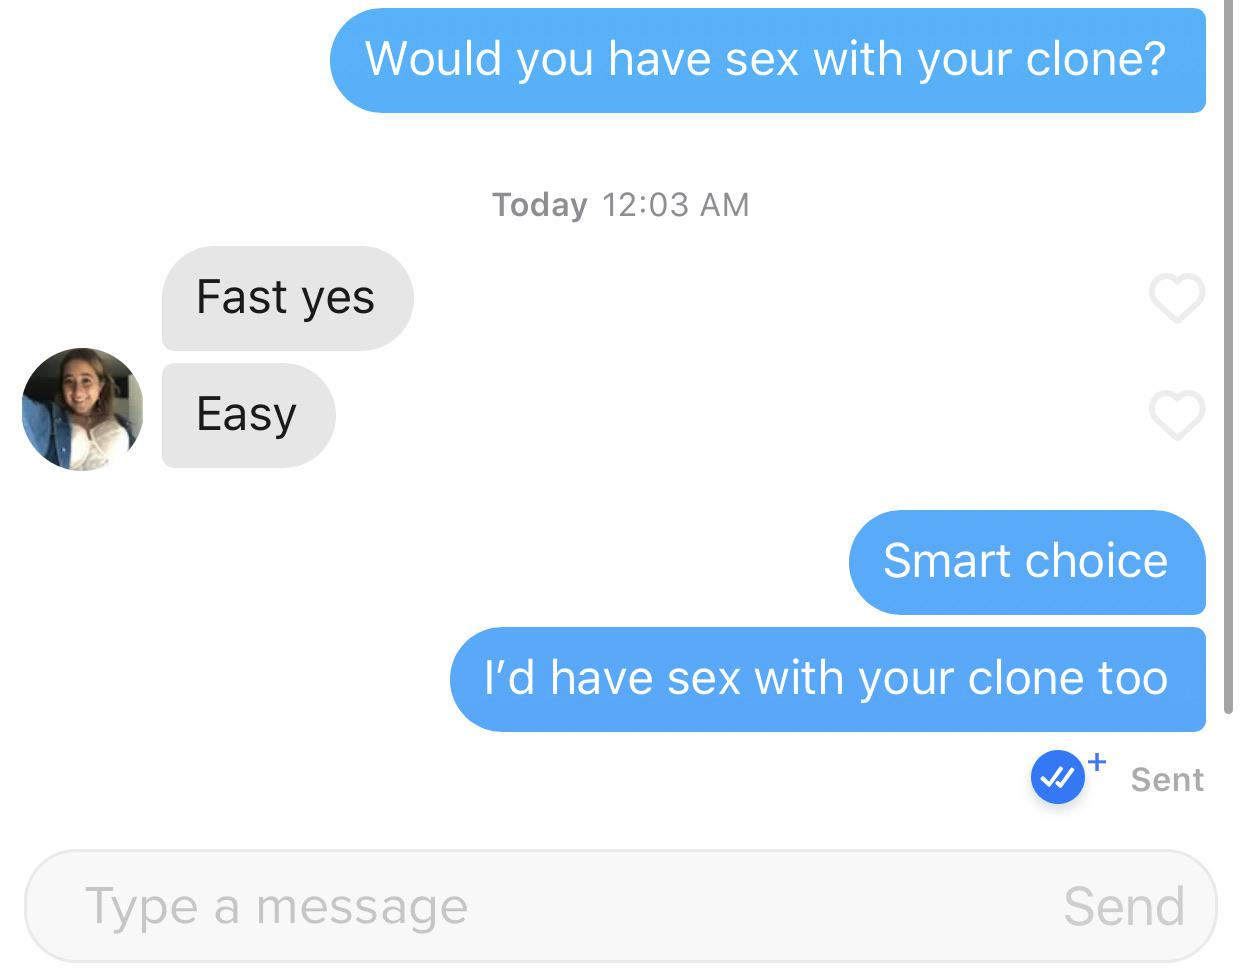 Would you have sex with your clone?
Today 12:03 AM
Fast yes
Easy
Smart choice
I’d have sex with your clone too
+ Sent
Type a message Send